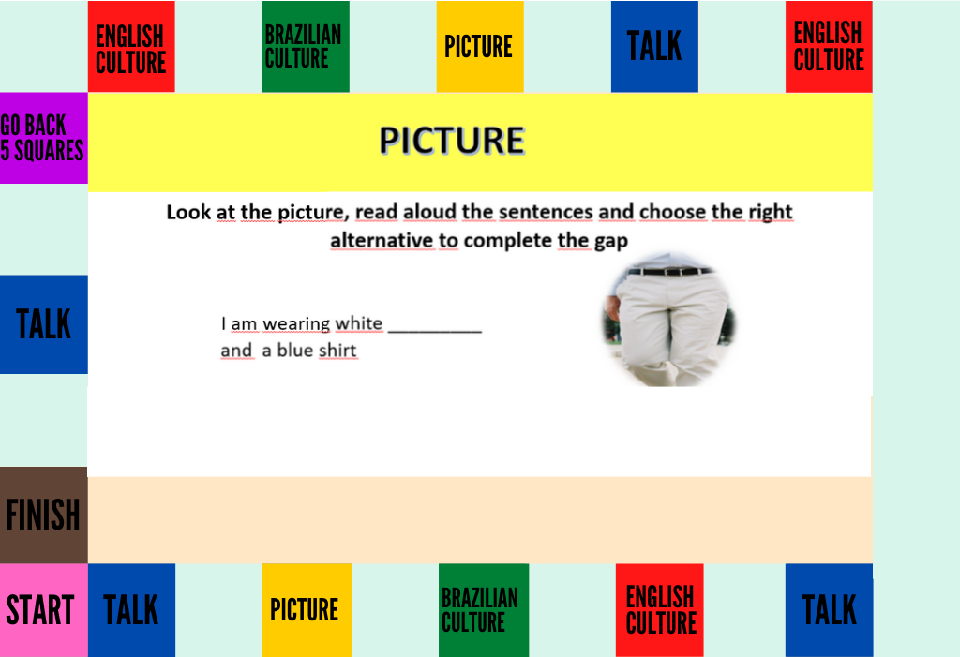 ENGLISH
CULTURE
BRAZILIAN
CULTURE
PICTURE
TALK
ENGLISH
CULTURE
GO BACK
5 SQUARES
PICTURE
Look at the picture, read aloud the sentences and choose the right
alternative to complete the gap
I am wearing white _________
and a blue shirt
TALK
FINISH
START
TALK
PICTURE
BRAZILIAN
CULTURE
ENGLISH
CULTURE
TALK